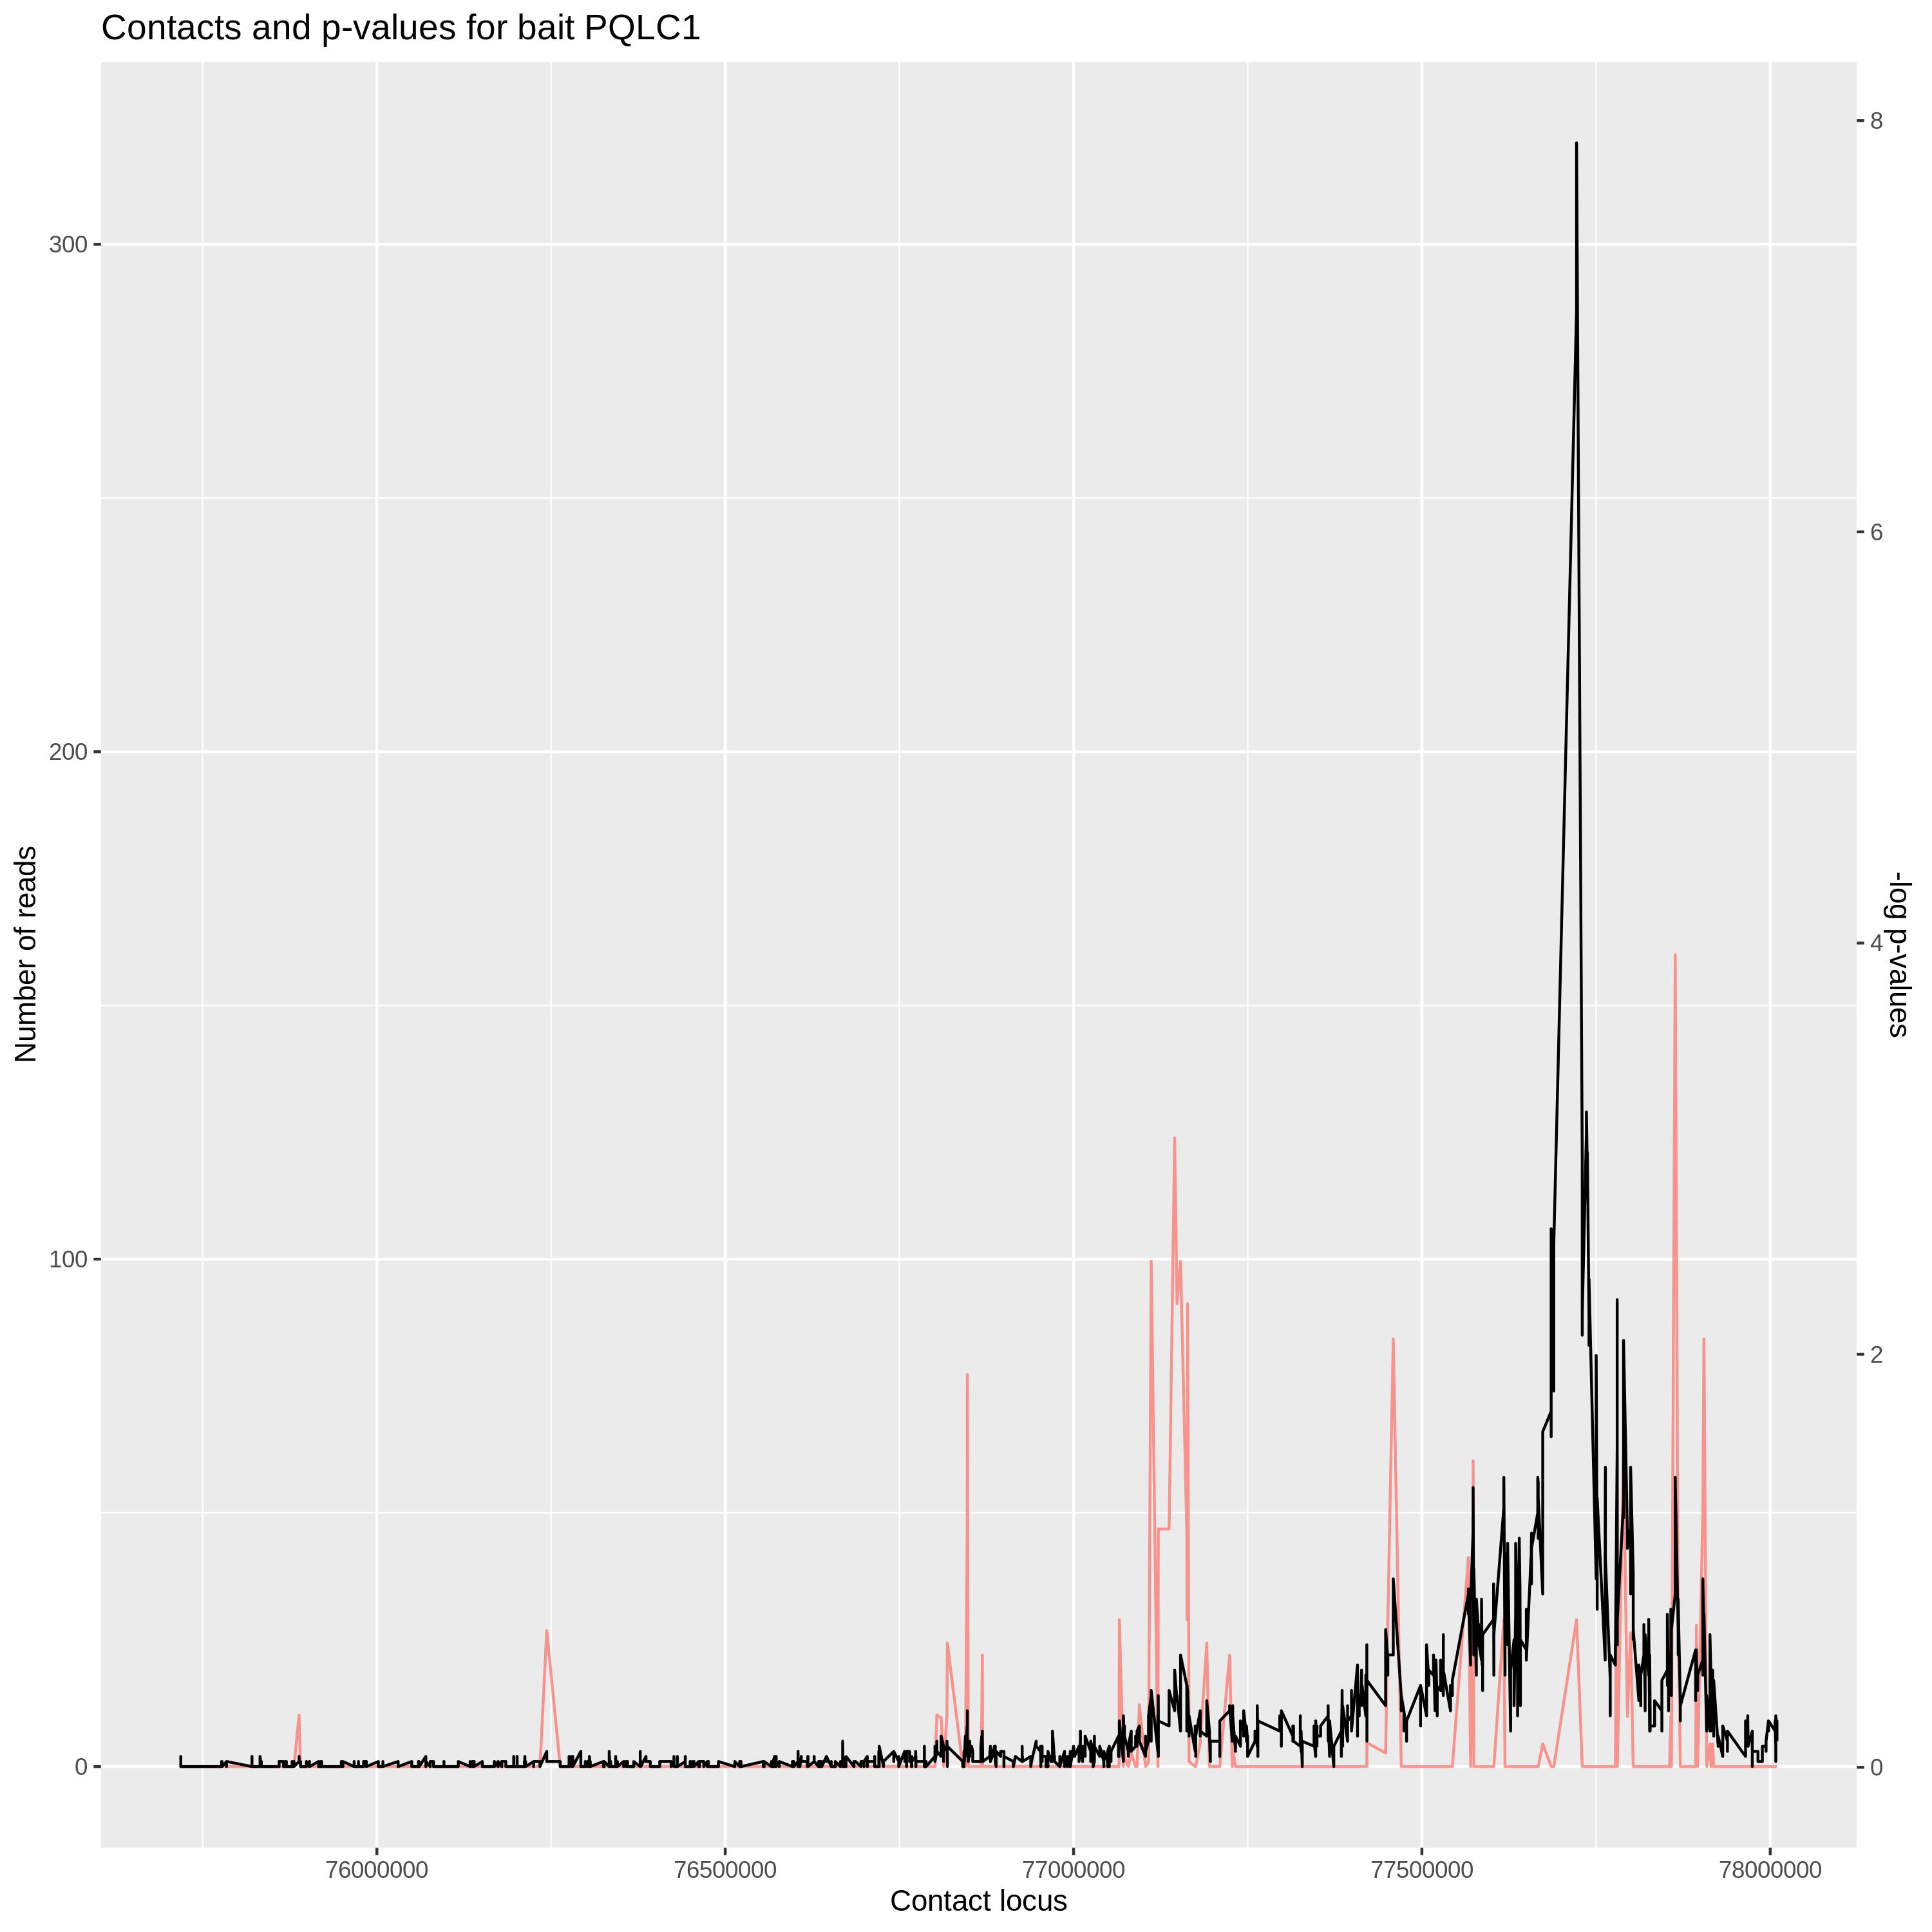 Contacts and p-values for bait PQLC1
Number of reads
300
200
100
0
8
6
4
2
0
-log p-values
76000000 76500000 77000000 77500000 78000000
Contact locus